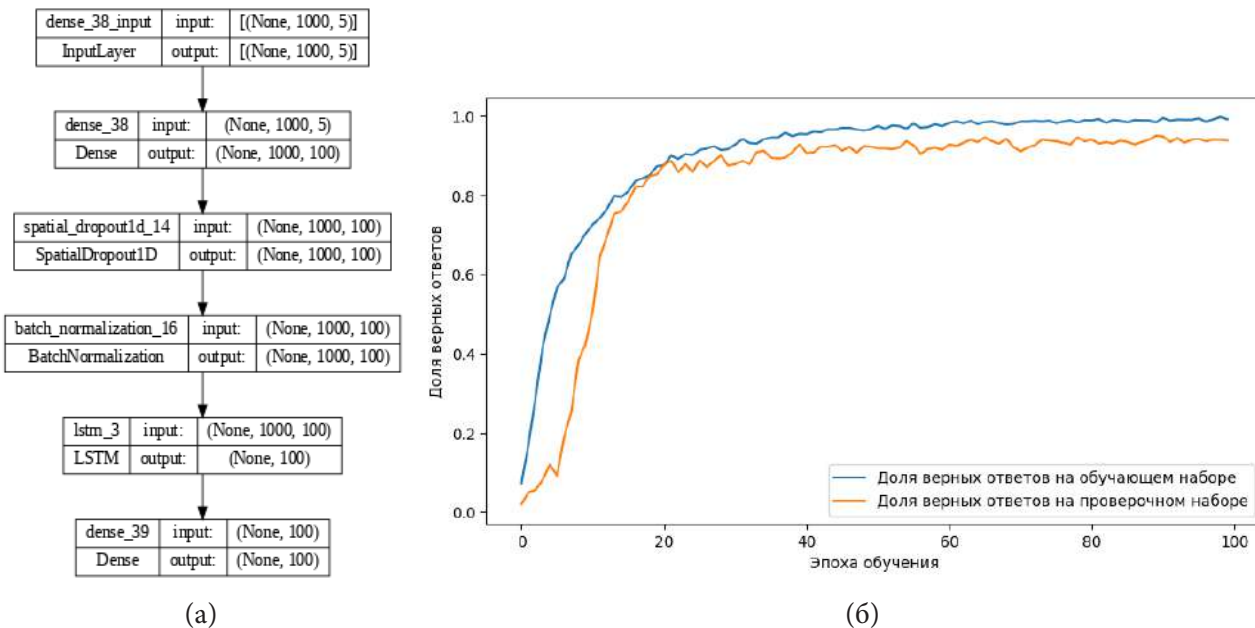 dense_38_input input: [(None, 1000, 5)]
InputLayer output: [(None, 1000, 5)]
dense_38 input: (None, 1000, 5)
Dense output: (None, 1000, 100)
spatial_dropout1d_14 input: (None, 1000, 100)
SpatialDropout1D output: (None, 1000, 100)
batch_normalization_16 input: (None, 1000, 100)
BatchNormalization output: (None, 1000, 100)
lstm_3 input: (None, 1000, 100)
LSTM output: (None, 100)
dense_39 input: (None, 100)
Dense output: (None, 100)
(а)
Доля верных ответов
1.0
0.8
0.6
0.4
0.2
0.0
Доля верных ответов на обучающем наборе
Доля верных ответов на проверочном наборе
0 20 40 60 80 100
Эпоха обучения
(б)